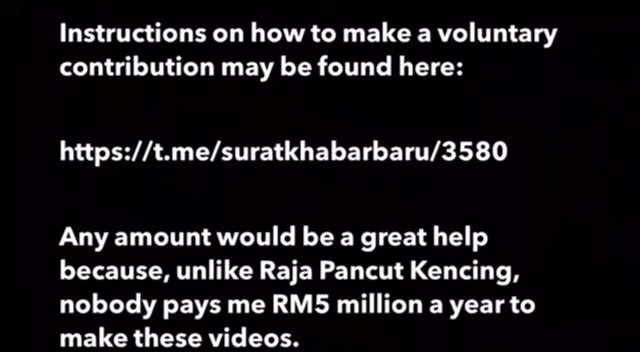 Instructions on how to make a voluntary
contribution may be found here:
https://t.me/suratkhabarbaru/3580
Any amount would be a great help
because, unlike Raja Pancut Kencing,
nobody pays me RM5 million a year to
make these videos.